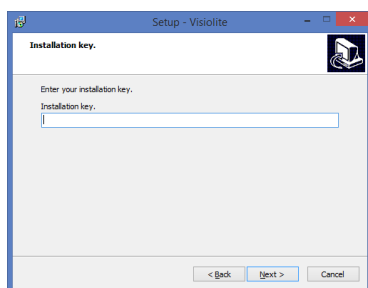 Setup - Visiolite
Installation key.
Enter your installation key.
Installation key.
< Back Next > Cancel